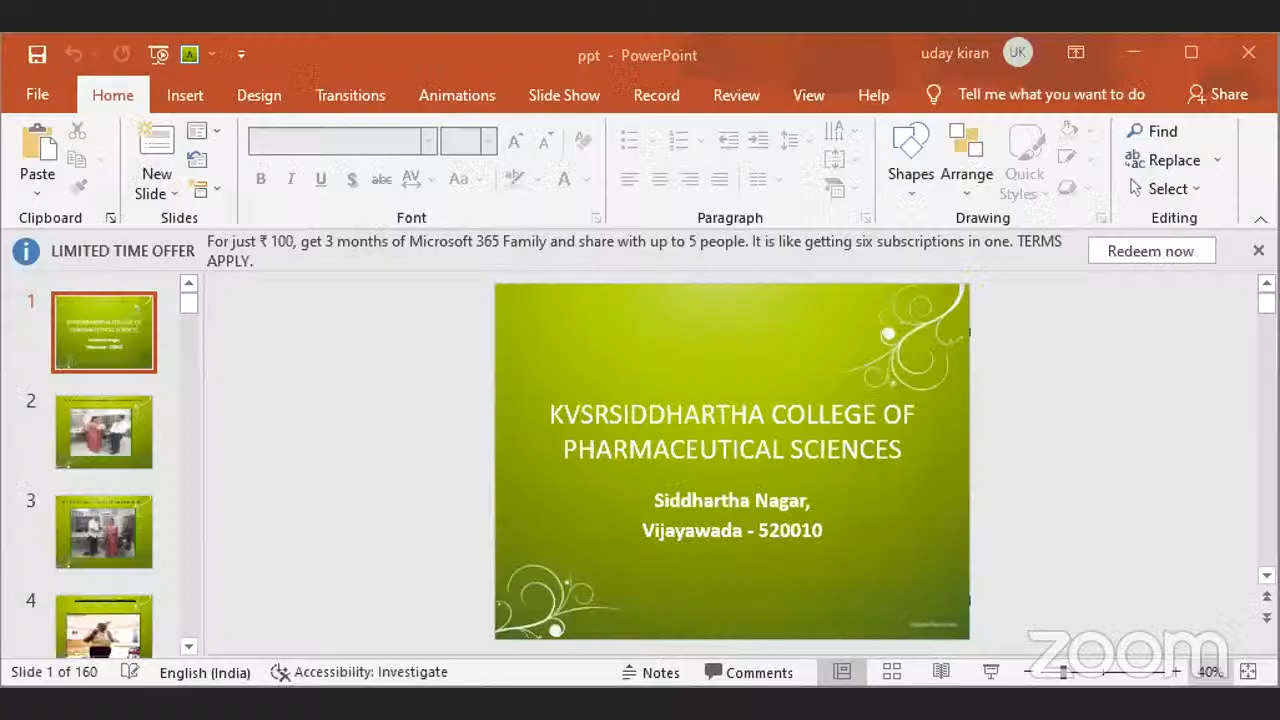 ppt - PowerPoint
uday kiran
UK
File
Home
Insert
Design
Transitions
Animations
Slide Show
Record
Review
View
Help
Tell me what you want to do
Share
Paste
Clipboard
New
Slide
Slides
B I U S abc AV Aa A
Font
Paragraph
Shapes
Arrange
Quick
Styles
Drawing
Find
Replace
Select
Editing
LIMITED TIME OFFER
For just ₹ 100, get 3 months of Microsoft 365 Family and share with up to 5 people. It is like getting six subscriptions in one. TERMS
APPLY.
Redeem now
1
2
3
4
KVSRSIDDHARTHA COLLEGE OF
PHARMACEUTICAL SCIENCES
Siddhartha Nagar,
Vijayawada - 520010
zoom
Slide 1 of 160
English (India)
Accessibility: Investigate
Notes
Comments
40%